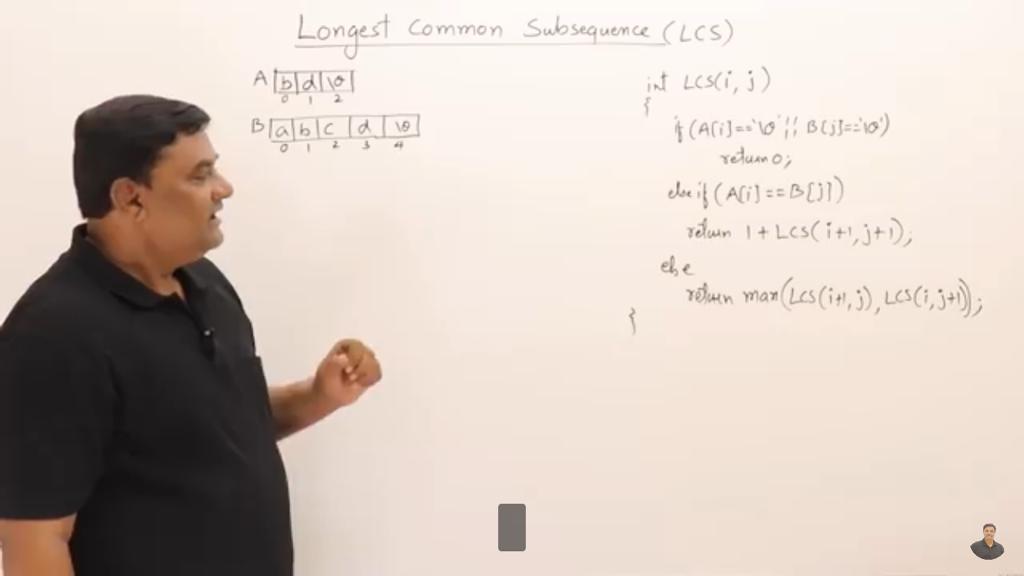 Longest Common Subsequence (LCS)
A b d \0
0 1 2
B a b c d \0
0 1 2 3 4
int LCS(i, j)
{
if (A[i]=='\0' || B[j]=='\0')
return 0;
else if (A[i]==B[j])
return 1 + LCS(i+1, j+1);
else
return max(LCS(i+1, j), LCS(i, j+1));
{